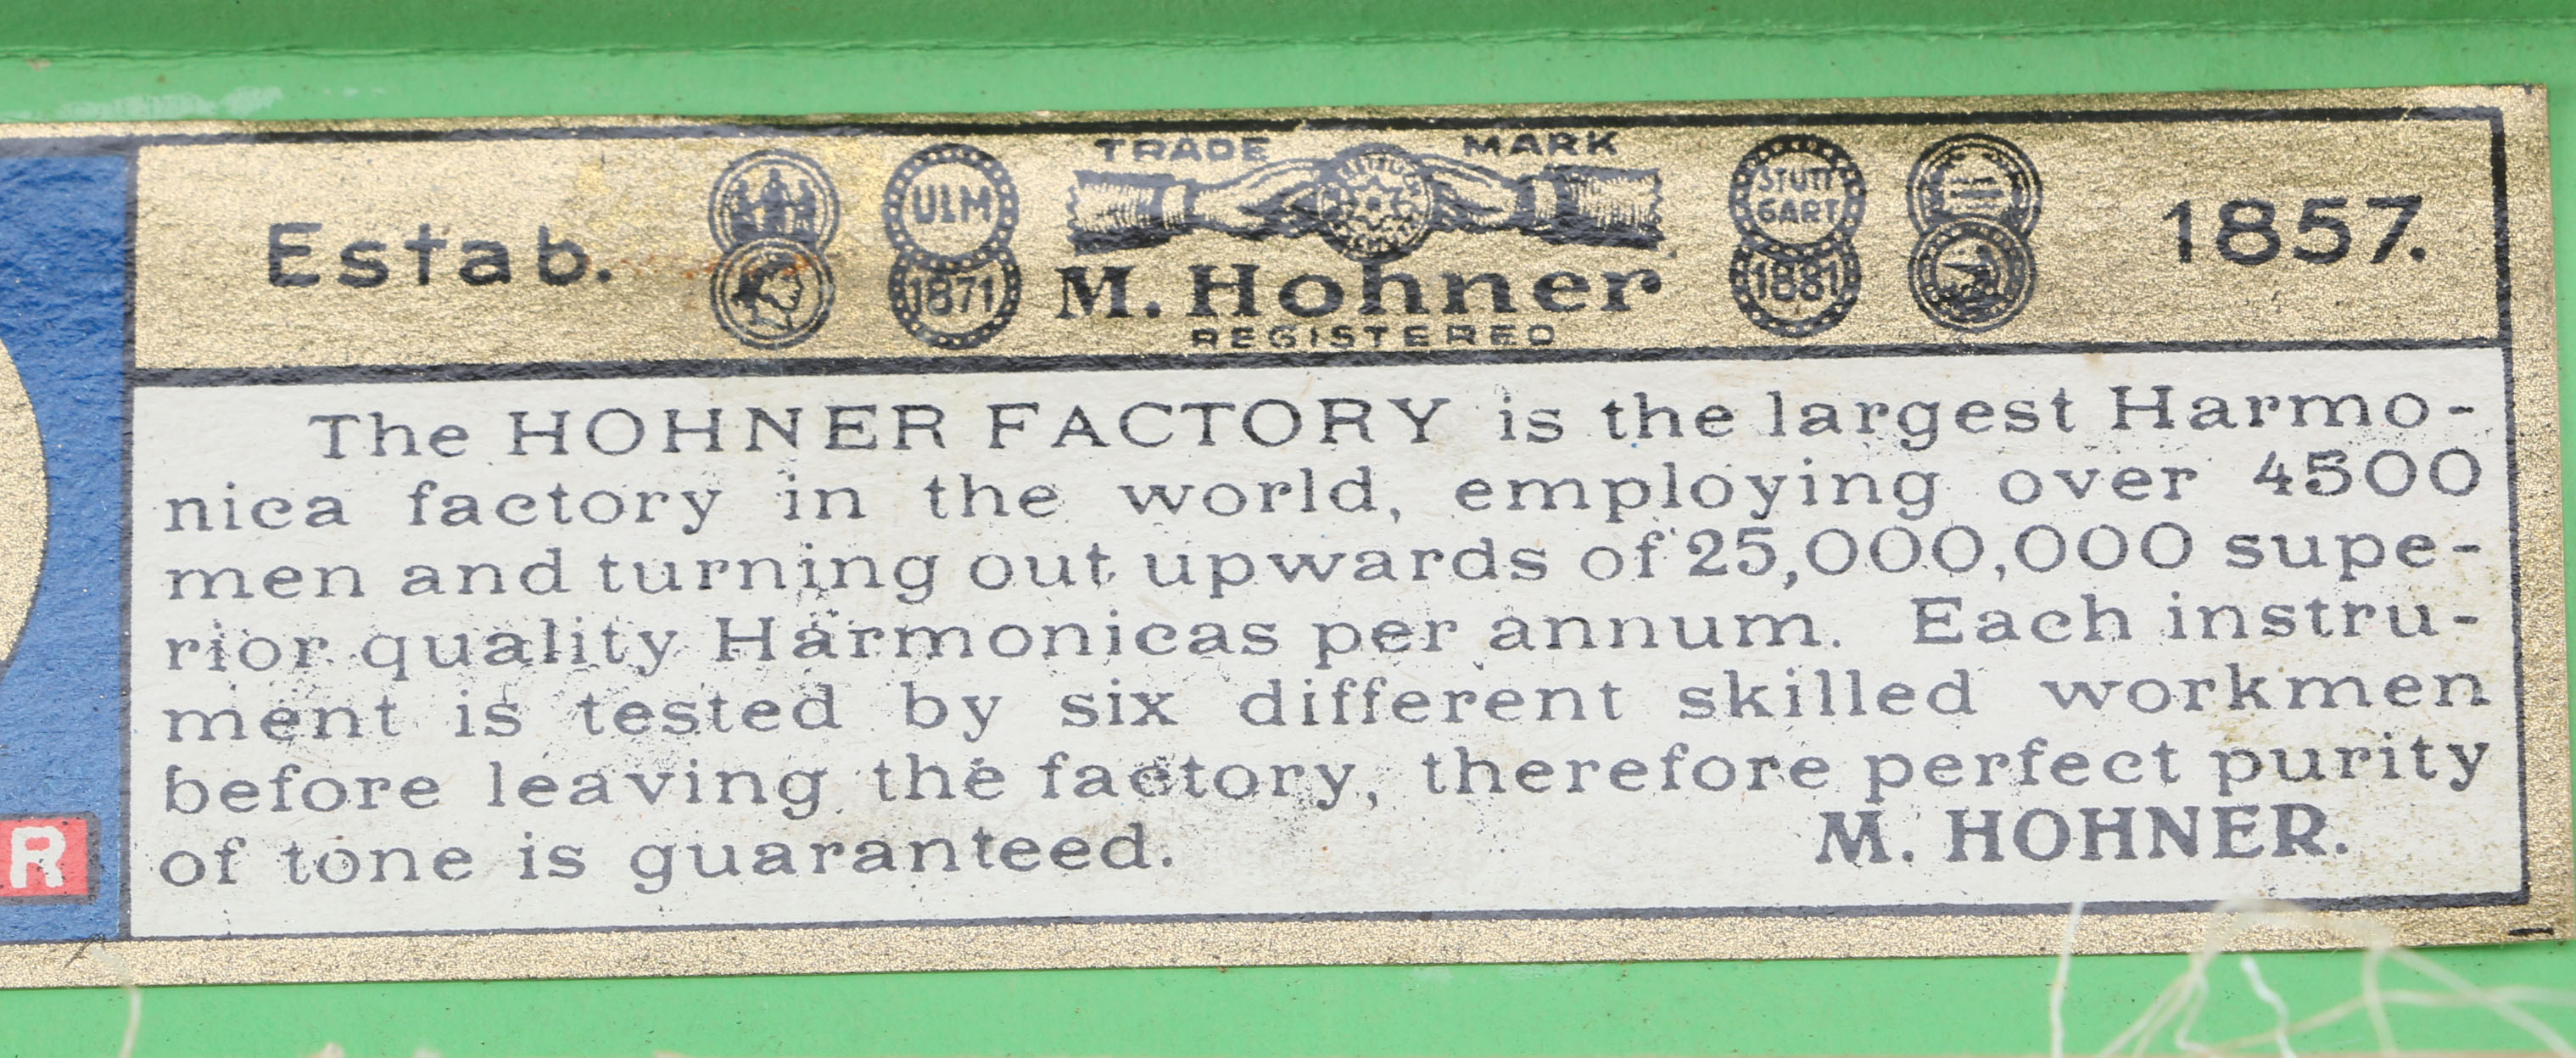 Estab.
ULM
1871
TRADE MARK
M. Hohner
REGISTERED
STUTT
GART
1881
1857.
The HOHNER FACTORY is the largest Harmo-
nica factory in the world, employing over 4500
men and turning out upwards of 25,000,000 supe-
rior quality Harmonicas per annum. Each instru-
ment is tested by six different skilled workmen
before leaving the factory, therefore perfect purity
of tone is guaranteed.
M. HOHNER.
R